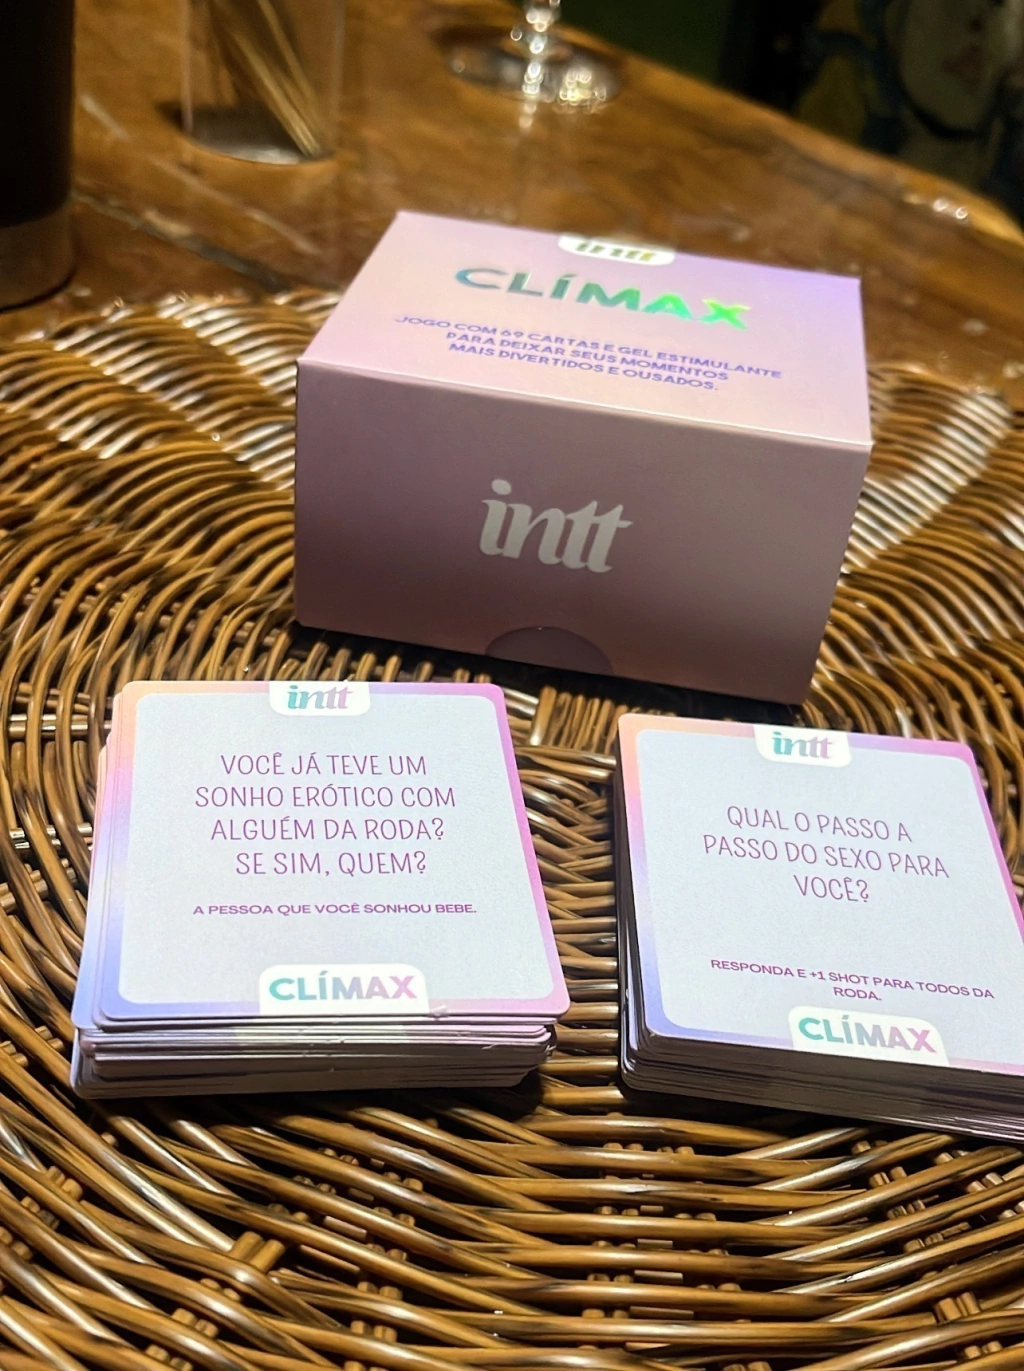 intt
CLÍMAX
JOGO COM 69 CARTAS E GEL ESTIMULANTE
PARA DEIXAR SEUS MOMENTOS
MAIS DIVERTIDOS E OUSADOS.
intt
intt
VOCÊ JÁ TEVE UM
SONHO ERÓTICO COM
ALGUÉM DA RODA?
SE SIM, QUEM?
A PESSOA QUE VOCÊ SONHOU BEBE.
CLÍMAX
intt
QUAL O PASSO A
PASSO DO SEXO PARA
VOCÊ?
RESPONDA E +1 SHOT PARA TODOS DA
RODA.
CLÍMAX